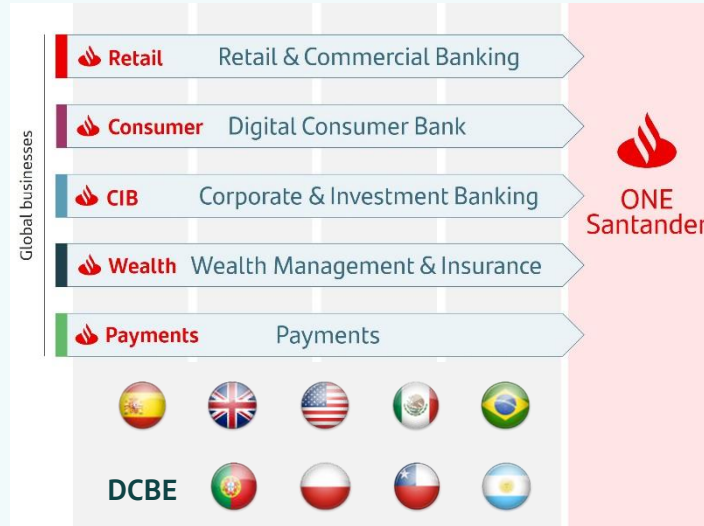 Global businesses
Retail Retail & Commercial Banking
Consumer Digital Consumer Bank
CIB Corporate & Investment Banking
Wealth Wealth Management & Insurance
Payments Payments
ONE
Santander
DCBE